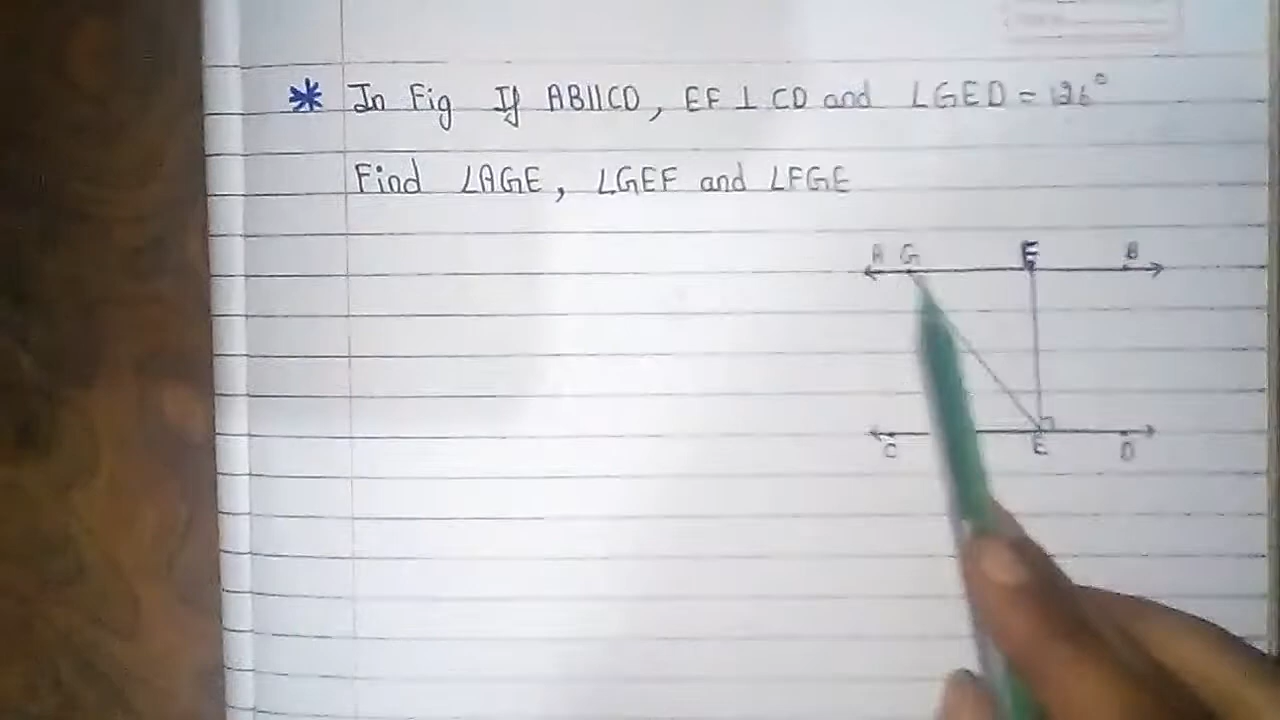 * In Fig If AB||CD, EF ⊥ CD and ∠GED = 126°
Find ∠AGE, ∠GEF and ∠FGE
A G F B
C E D